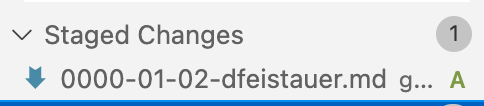 Staged Changes 1
0000-01-02-dfeistauer.md g... A